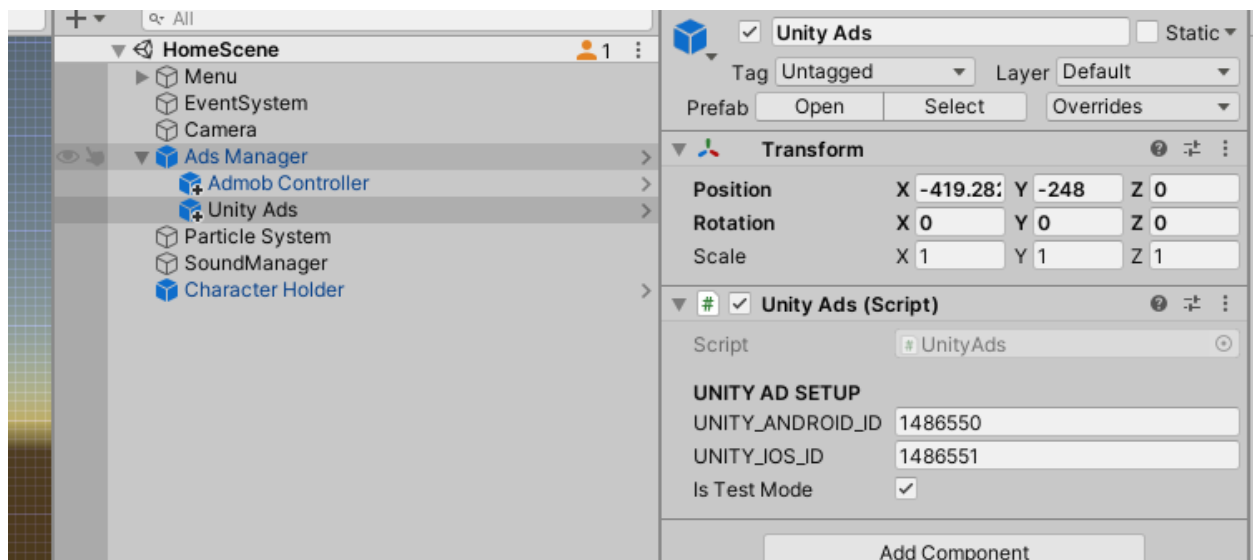 All
HomeScene
1
Menu
EventSystem
Camera
Ads Manager
Admob Controller
Unity Ads
Particle System
SoundManager
Character Holder
Unity Ads
Static
Tag Untagged Layer Default
Prefab Open Select Overrides
Transform
Position X -419.282 Y -248 Z 0
Rotation X 0 Y 0 Z 0
Scale X 1 Y 1 Z 1
# Unity Ads (Script)
Script # UnityAds
UNITY AD SETUP
UNITY_ANDROID_ID 1486550
UNITY_IOS_ID 1486551
Is Test Mode
Add Component